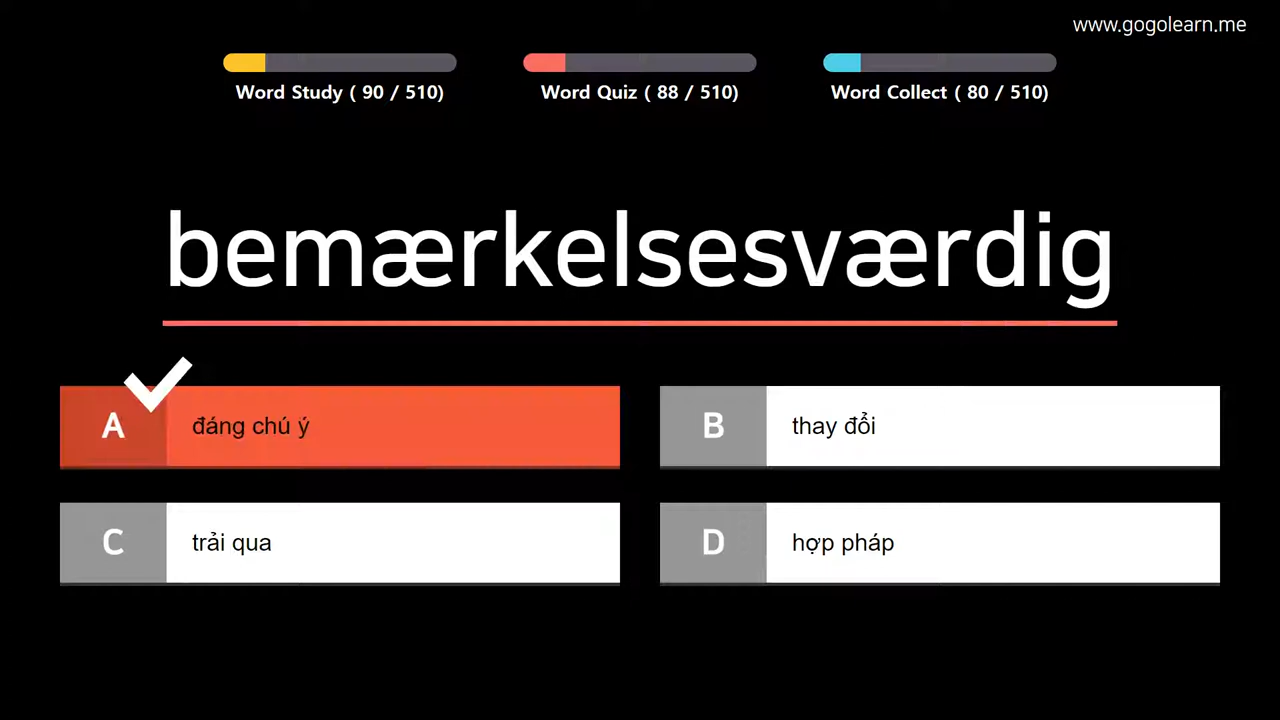 www.gogolearn.me
Word Study ( 90 / 510)
Word Quiz ( 88 / 510)
Word Collect ( 80 / 510)
bemærkelsesværdig
A đáng chú ý
B thay đổi
C trải qua
D hợp pháp